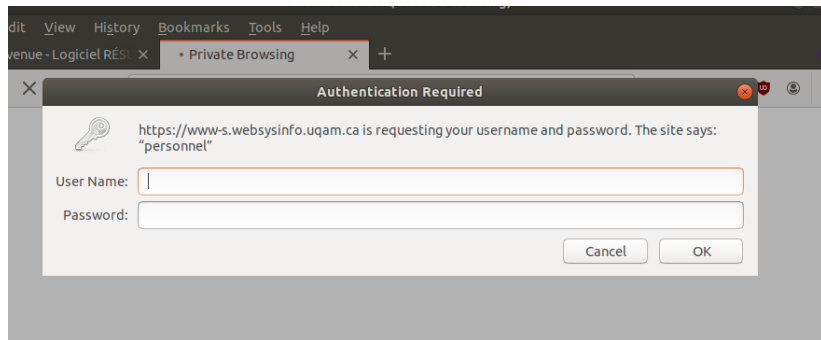 dit View History Bookmarks Tools Help
venue - Logiciel RÉSU Private Browsing
Authentication Required
https://www-s.websysinfo.uqam.ca is requesting your username and password. The site says:
“personnel”
User Name:
Password:
Cancel OK